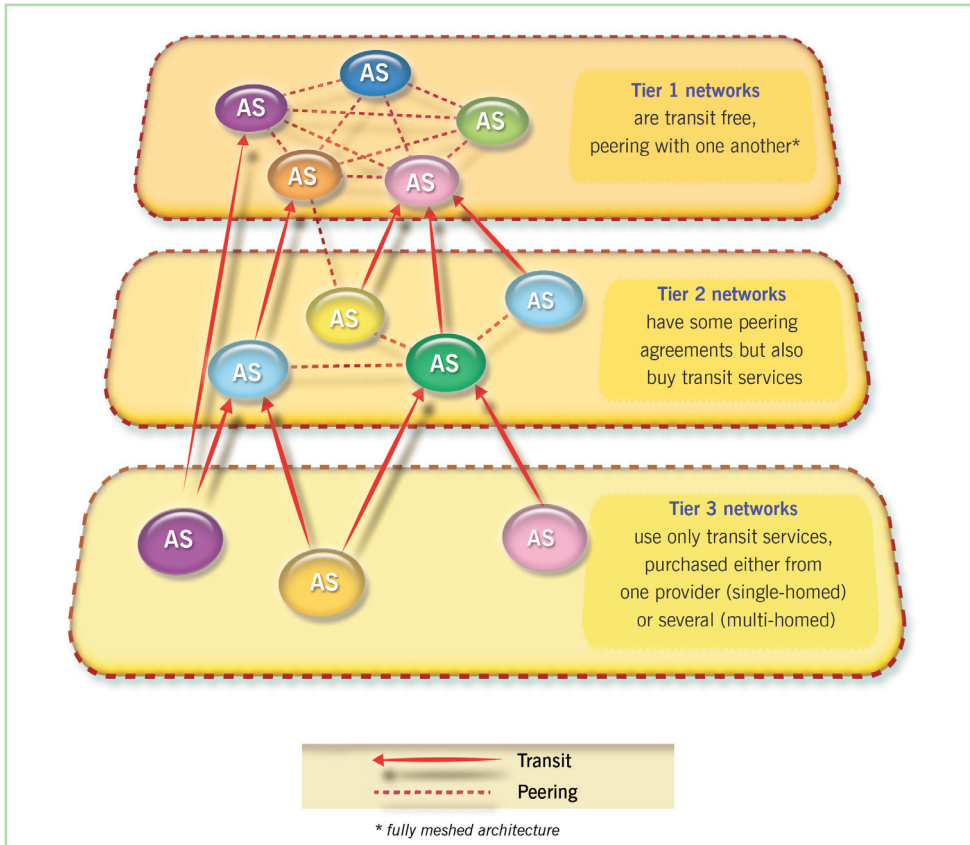 AS
AS
AS
AS
AS
Tier 1 networks
are transit free,
peering with one another*
AS
AS
AS
AS
Tier 2 networks
have some peering
agreements but also
buy transit services
AS
AS
AS
Tier 3 networks
use only transit services,
purchased either from
one provider (single-homed)
or several (multi-homed)
Transit
Peering
* fully meshed architecture